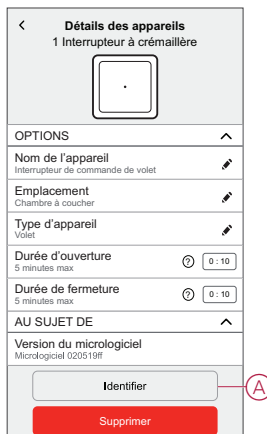 Détails des appareils
1 Interrupteur à crémaillère
OPTIONS
Nom de l'appareil
Interrupteur de commande de volet
Emplacement
Chambre à coucher
Type d'appareil
Volet
Durée d'ouverture
5 minutes max
? 0 : 10
Durée de fermeture
5 minutes max
? 0 : 10
AU SUJET DE
Version du micrologiciel
Micrologiciel 020519ff
Identifier
A
Supprimer